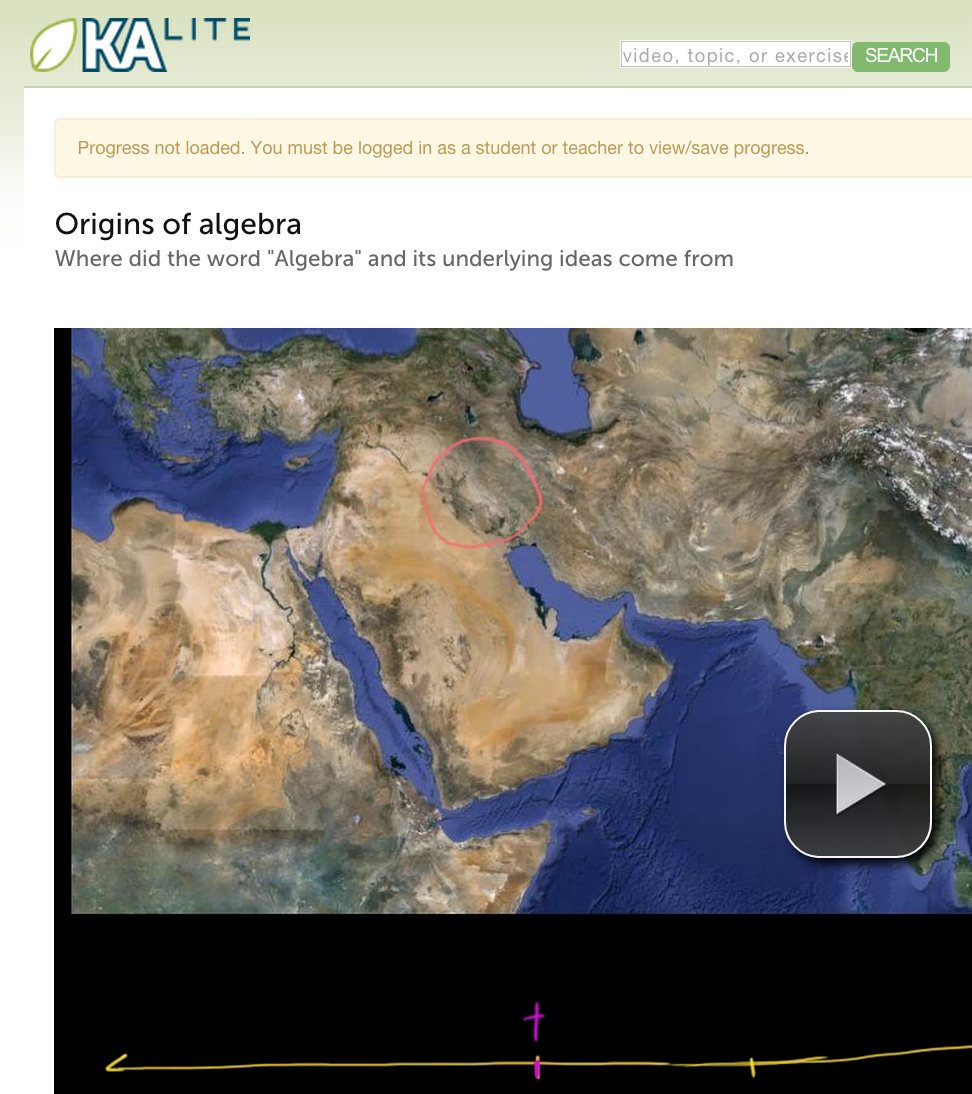 KA LITE
video, topic, or exercise SEARCH
Progress not loaded. You must be logged in as a student or teacher to view/save progress.
Origins of algebra
Where did the word "Algebra" and its underlying ideas come from